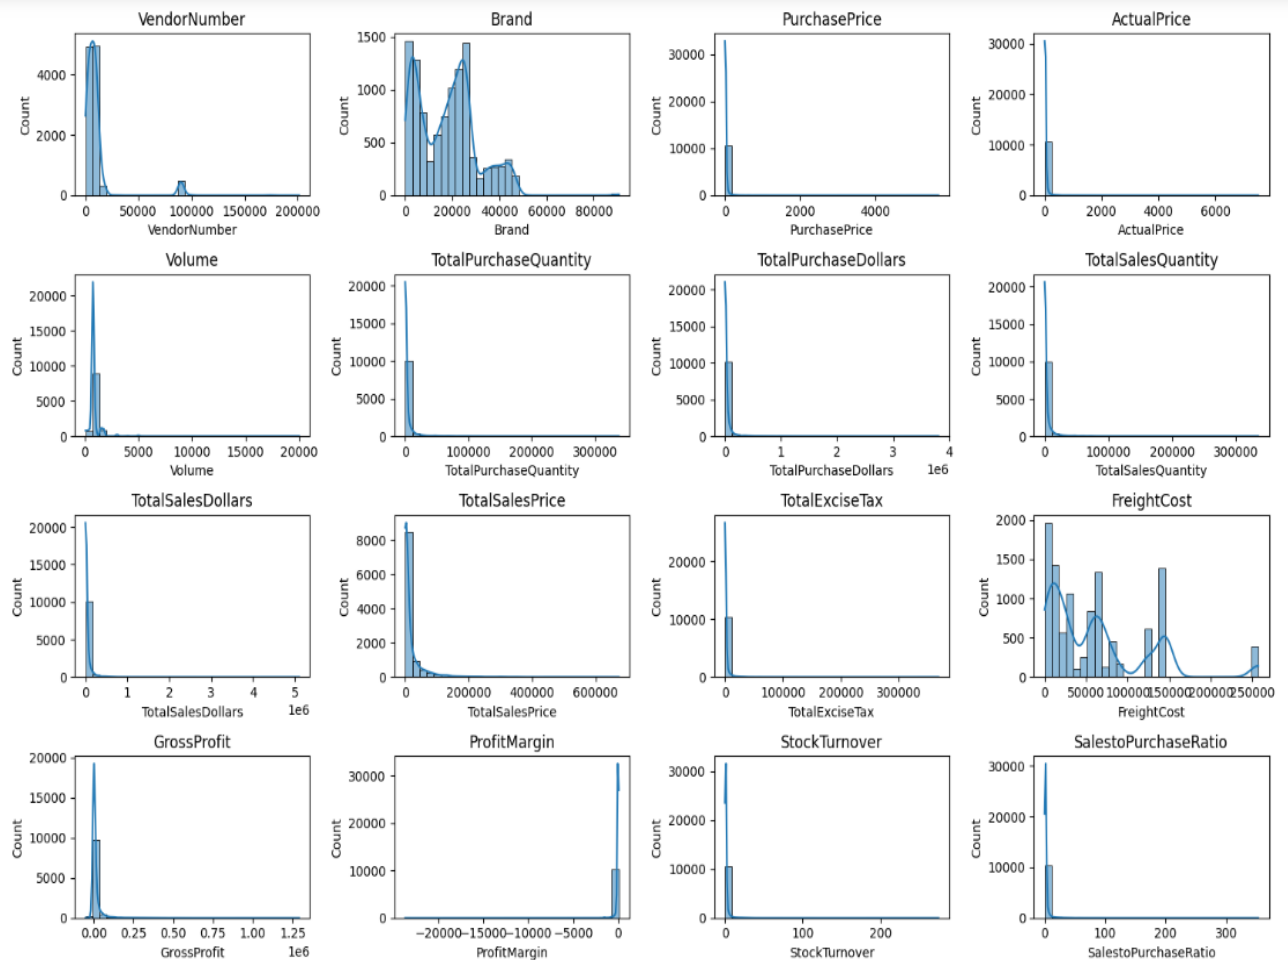 VendorNumber
Count
4000
2000
0
0 50000 100000 150000 200000
VendorNumber
Brand
Count
1500
1000
500
0
0 20000 40000 60000 80000
Brand
PurchasePrice
Count
30000
20000
10000
0
0 2000 4000
PurchasePrice
ActualPrice
Count
30000
20000
10000
0
0 2000 4000 6000
ActualPrice
Volume
Count
20000
15000
10000
5000
0
0 5000 10000 15000 20000
Volume
TotalPurchaseQuantity
Count
20000
15000
10000
5000
0
0 100000 200000 300000
TotalPurchaseQuantity
TotalPurchaseDollars
Count
20000
15000
10000
5000
0
0 1 2 3 4
TotalPurchaseDollars 1e6
TotalSalesQuantity
Count
20000
15000
10000
5000
0
0 100000 200000 300000
TotalSalesQuantity
TotalSalesDollars
Count
20000
15000
10000
5000
0
0 1 2 3 4 5
TotalSalesDollars 1e6
TotalSalesPrice
Count
8000
6000
4000
2000
0
0 200000 400000 600000
TotalSalesPrice
TotalExciseTax
Count
20000
10000
0
0 100000 200000 300000
TotalExciseTax
FreightCost
Count
2000
1500
1000
500
0
0 50000 100000 150000 200000 250000
FreightCost
GrossProfit
Count
20000
15000
10000
5000
0
0.00 0.25 0.50 0.75 1.00 1.25
GrossProfit 1e6
ProfitMargin
Count
30000
20000
10000
0
−20000 −15000 −10000 −5000 0
ProfitMargin
StockTurnover
Count
30000
20000
10000
0
0 100 200
StockTurnover
SalestoPurchaseRatio
Count
30000
20000
10000
0
0 100 200 300
SalestoPurchaseRatio